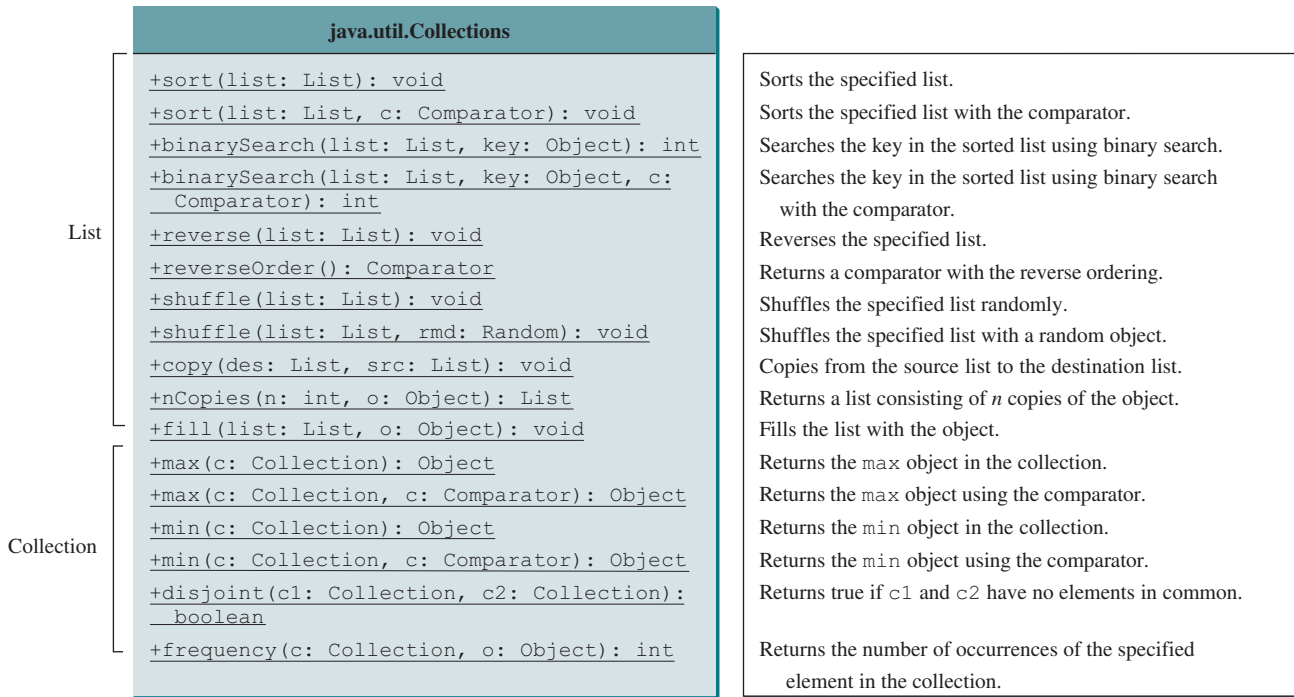 java.util.Collections
List
+sort(list: List): void
Sorts the specified list.
+sort(list: List, c: Comparator): void
Sorts the specified list with the comparator.
+binarySearch(list: List, key: Object): int
Searches the key in the sorted list using binary search.
+binarySearch(list: List, key: Object, c:
Comparator): int
Searches the key in the sorted list using binary search
with the comparator.
+reverse(list: List): void
Reverses the specified list.
+reverseOrder(): Comparator
Returns a comparator with the reverse ordering.
+shuffle(list: List): void
Shuffles the specified list randomly.
+shuffle(list: List, rmd: Random): void
Shuffles the specified list with a random object.
+copy(des: List, src: List): void
Copies from the source list to the destination list.
+nCopies(n: int, o: Object): List
Returns a list consisting of n copies of the object.
+fill(list: List, o: Object): void
Fills the list with the object.
Collection
+max(c: Collection): Object
Returns the max object in the collection.
+max(c: Collection, c: Comparator): Object
Returns the max object using the comparator.
+min(c: Collection): Object
Returns the min object in the collection.
+min(c: Collection, c: Comparator): Object
Returns the min object using the comparator.
+disjoint(c1: Collection, c2: Collection):
boolean
Returns true if c1 and c2 have no elements in common.
+frequency(c: Collection, o: Object): int
Returns the number of occurrences of the specified
element in the collection.